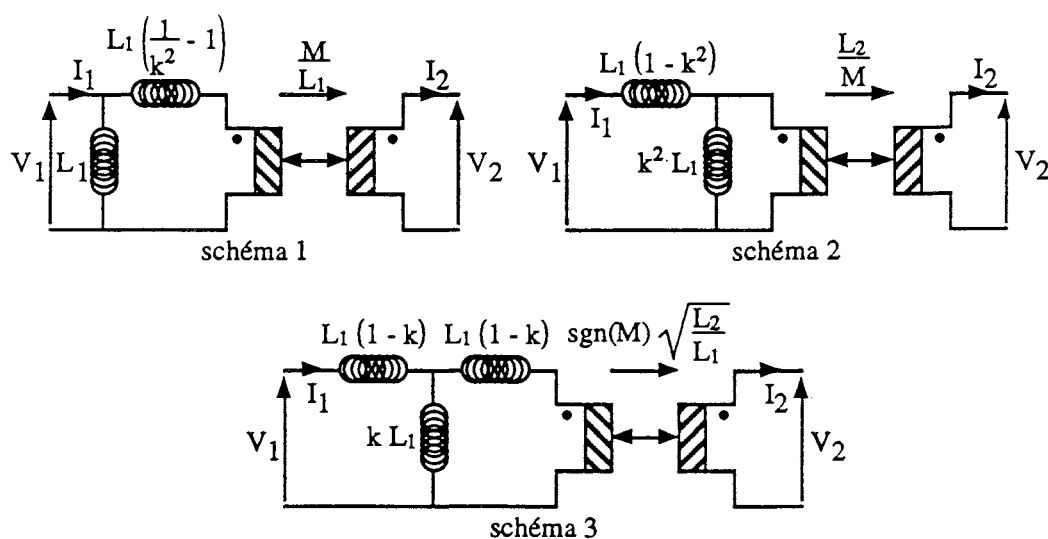 L₁(1/k² - 1)
M/L₁
I₁
I₂
V₁
L₁
V₂
schéma 1
L₁(1 - k²)
L₂/M
I₁
I₂
V₁
k² L₁
V₂
schéma 2
L₁(1 - k)
L₁(1 - k)
sgn(M) √(L₂/L₁)
I₁
I₂
V₁
k L₁
V₂
schéma 3